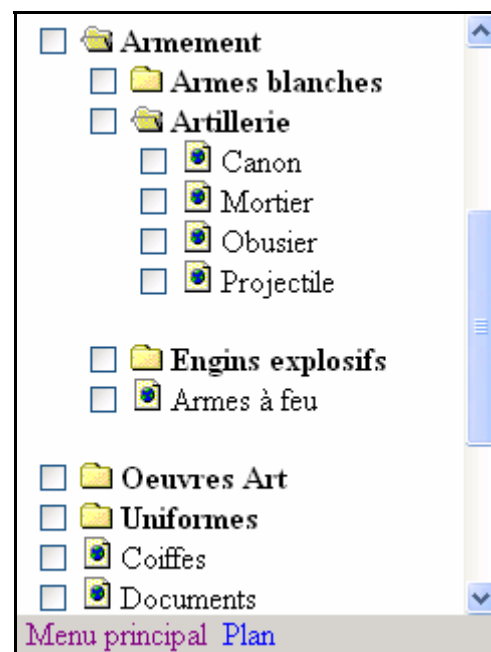 Armement
Armes blanches
Artillerie
Canon
Mortier
Obusier
Projectile
Engins explosifs
Armes à feu
Oeuvres Art
Uniformes
Coiffes
Documents
Menu principal Plan